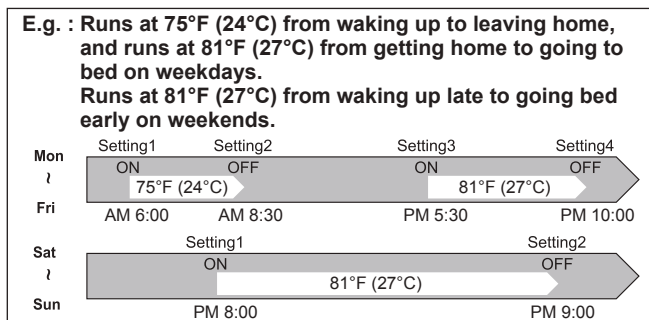 E.g. : Runs at 75°F (24°C) from waking up to leaving home,
and runs at 81°F (27°C) from getting home to going to
bed on weekdays.
Runs at 81°F (27°C) from waking up late to going bed
early on weekends.
Setting1 Setting2 Setting3 Setting4
Mon
ON OFF ON OFF
~
75°F (24°C) 81°F (27°C)
Fri
AM 6:00 AM 8:30 PM 5:30 PM 10:00
Setting1 Setting2
Sat
ON OFF
~
81°F (27°C)
Sun
PM 8:00 PM 9:00